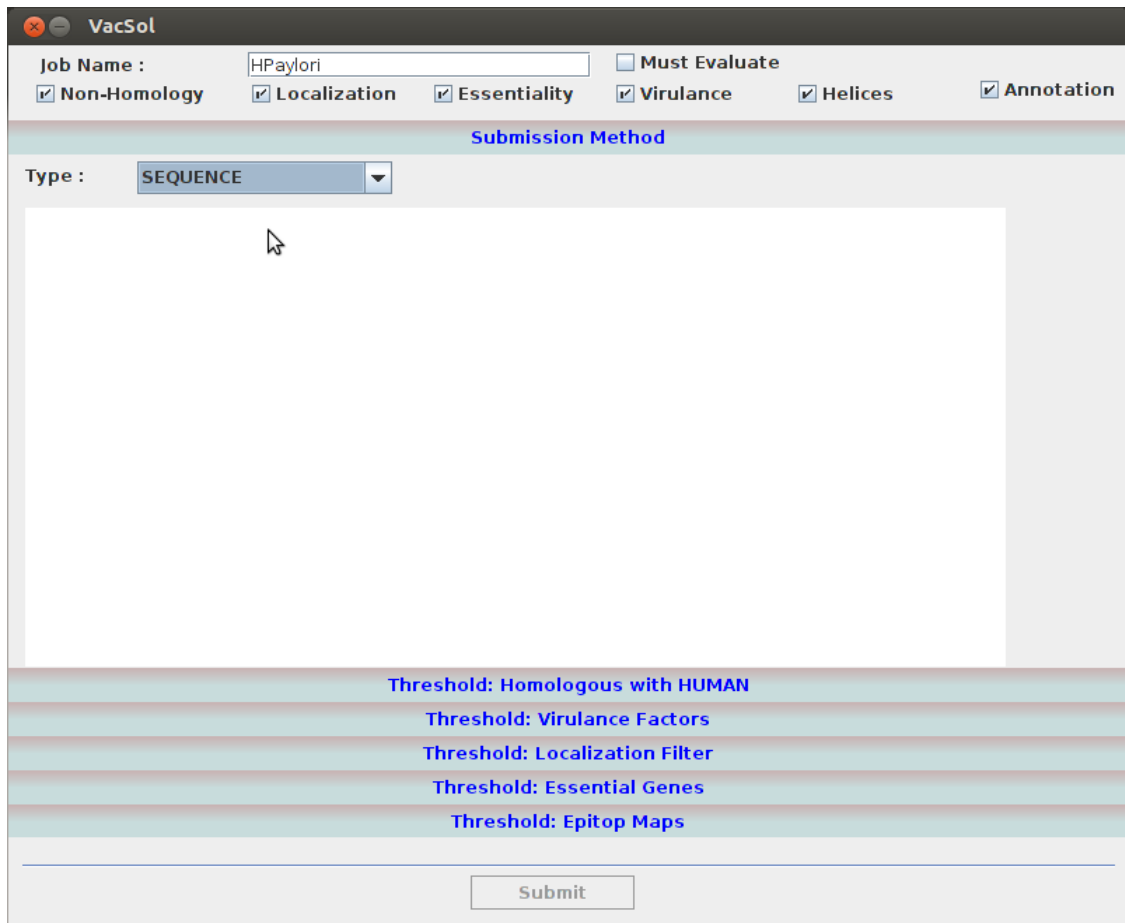 VacSol
Job Name : HPaylori Must Evaluate
Non-Homology Localization Essentiality Virulance Helices Annotation
Submission Method
Type : SEQUENCE
Threshold: Homologous with HUMAN
Threshold: Virulance Factors
Threshold: Localization Filter
Threshold: Essential Genes
Threshold: Epitop Maps
Submit